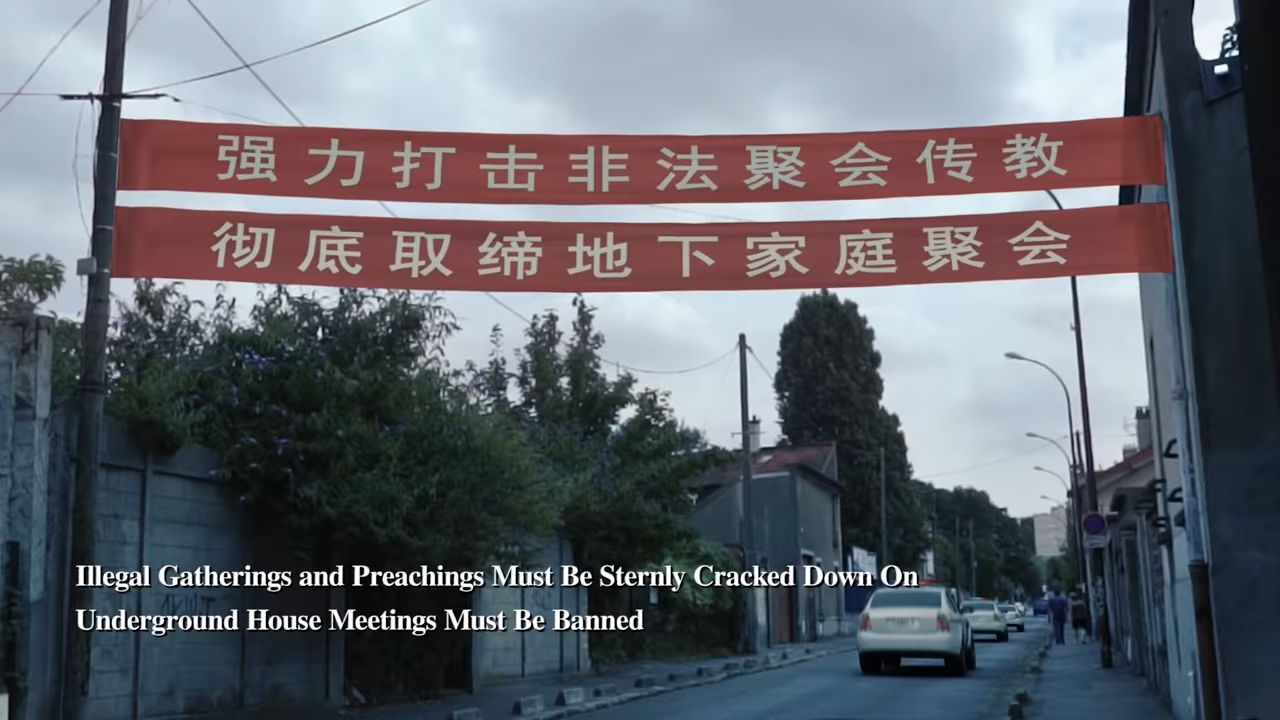 强力打击非法聚会传教
彻底取缔地下家庭聚会
Illegal Gatherings and Preachings Must Be Sternly Cracked Down On
Underground House Meetings Must Be Banned